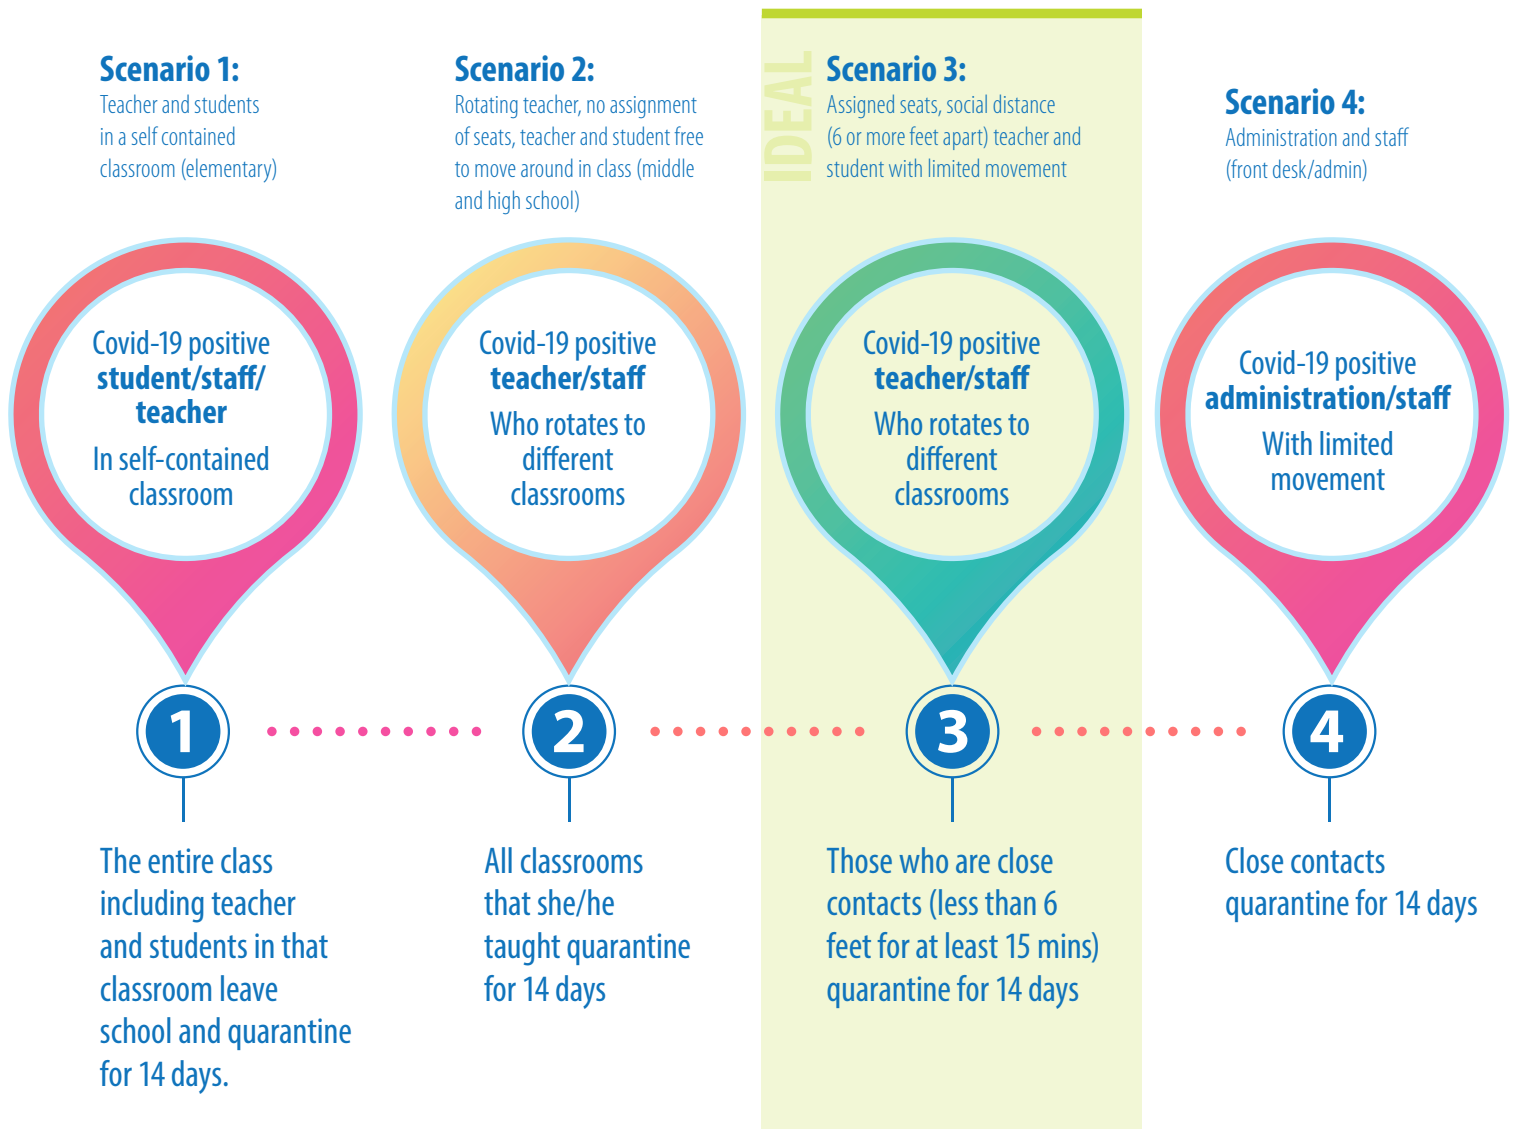 Scenario 1:
Teacher and students
in a self contained
classroom (elementary)
Covid-19 positive
student/staff/
teacher
In self-contained
classroom
1
The entire class
including teacher
and students in that
classroom leave
school and quarantine
for 14 days.
Scenario 2:
Rotating teacher, no assignment
of seats, teacher and student free
to move around in class (middle
and high school)
Covid-19 positive
teacher/staff
Who rotates to
different
classrooms
2
All classrooms
that she/he
taught quarantine
for 14 days
IDEAL
Scenario 3:
Assigned seats, social distance
(6 or more feet apart) teacher and
student with limited movement
Covid-19 positive
teacher/staff
Who rotates to
different
classrooms
3
Those who are close
contacts (less than 6
feet for at least 15 mins)
quarantine for 14 days
Scenario 4:
Administration and staff
(front desk/admin)
Covid-19 positive
administration/staff
With limited
movement
4
Close contacts
quarantine for 14 days